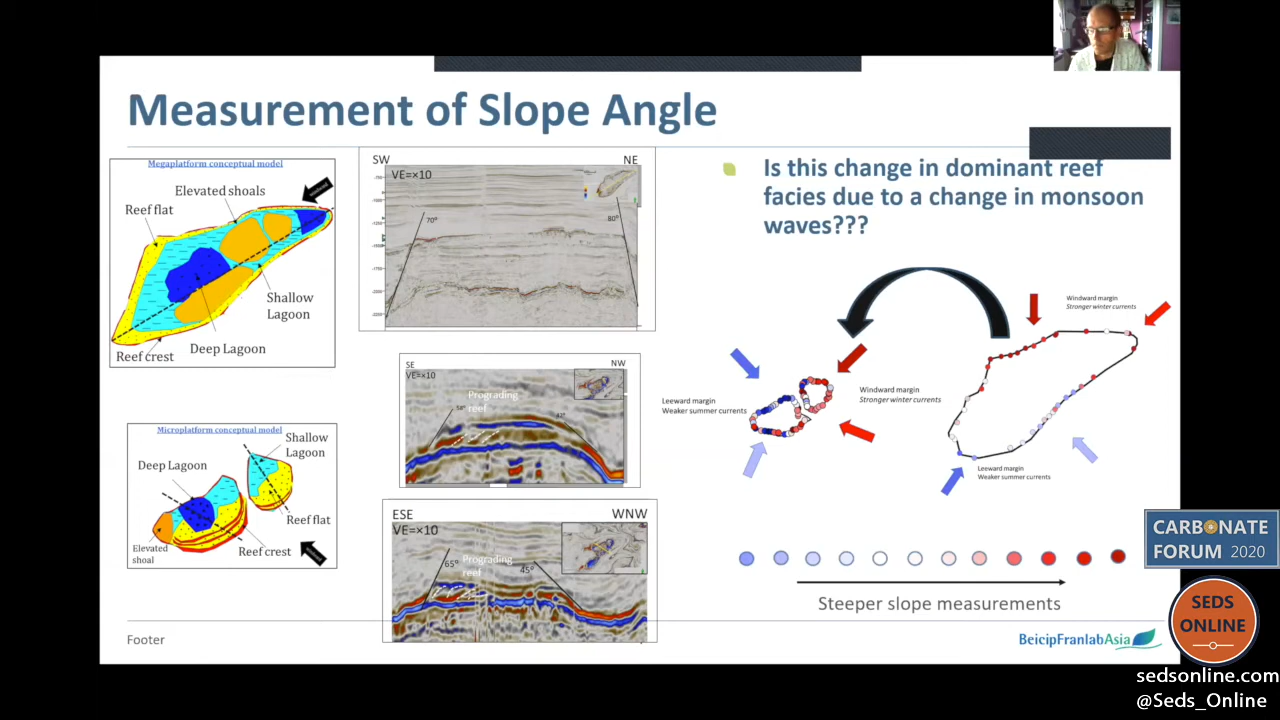 Measurement of Slope Angle
Megaplatform conceptual model
Elevated shoals
Reef flat
Shallow
Lagoon
Deep Lagoon
Reef crest
SW
NE
VE=×10
70°
80°
Is this change in dominant reef
facies due to a change in monsoon
waves???
Windward margin
Stronger winter currents
Leeward margin
Weaker summer currents
Windward margin
Stronger winter currents
Leeward margin
Weaker summer currents
SE
NW
VE=×10
Prograding
reef
Microplatform conceptual model
Shallow
Lagoon
Deep Lagoon
Reef flat
Elevated
shoal
Reef crest
ESE
WNW
VE=×10
65°
Prograding
reef
45°
Steeper slope measurements
Footer
BeicipFranlabAsia
CARBONATE
FORUM 2020
SEDS
ONLINE
sedsonline.com
@Seds_Online